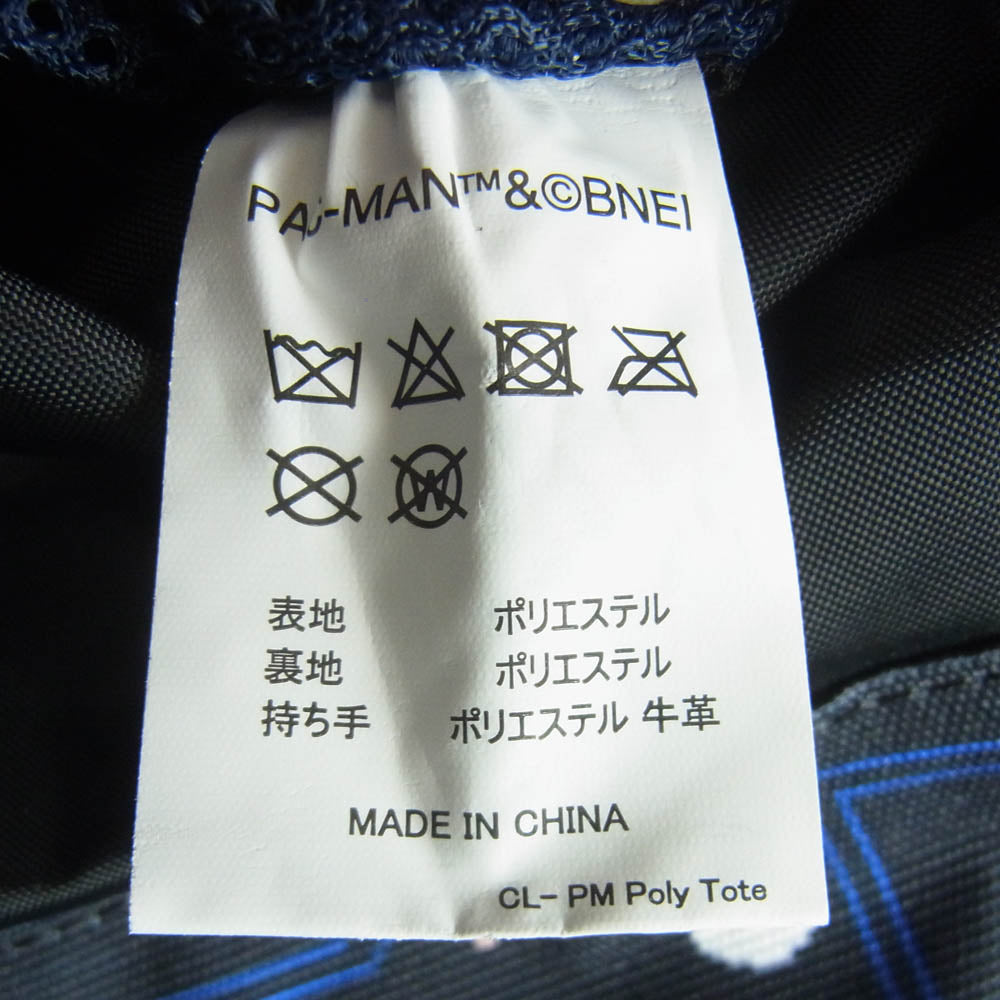 PAC-MAN™&©BNEI
W
表地 ポリエステル
裏地 ポリエステル
持ち手 ポリエステル 牛革
MADE IN CHINA
CL- PM Poly Tote